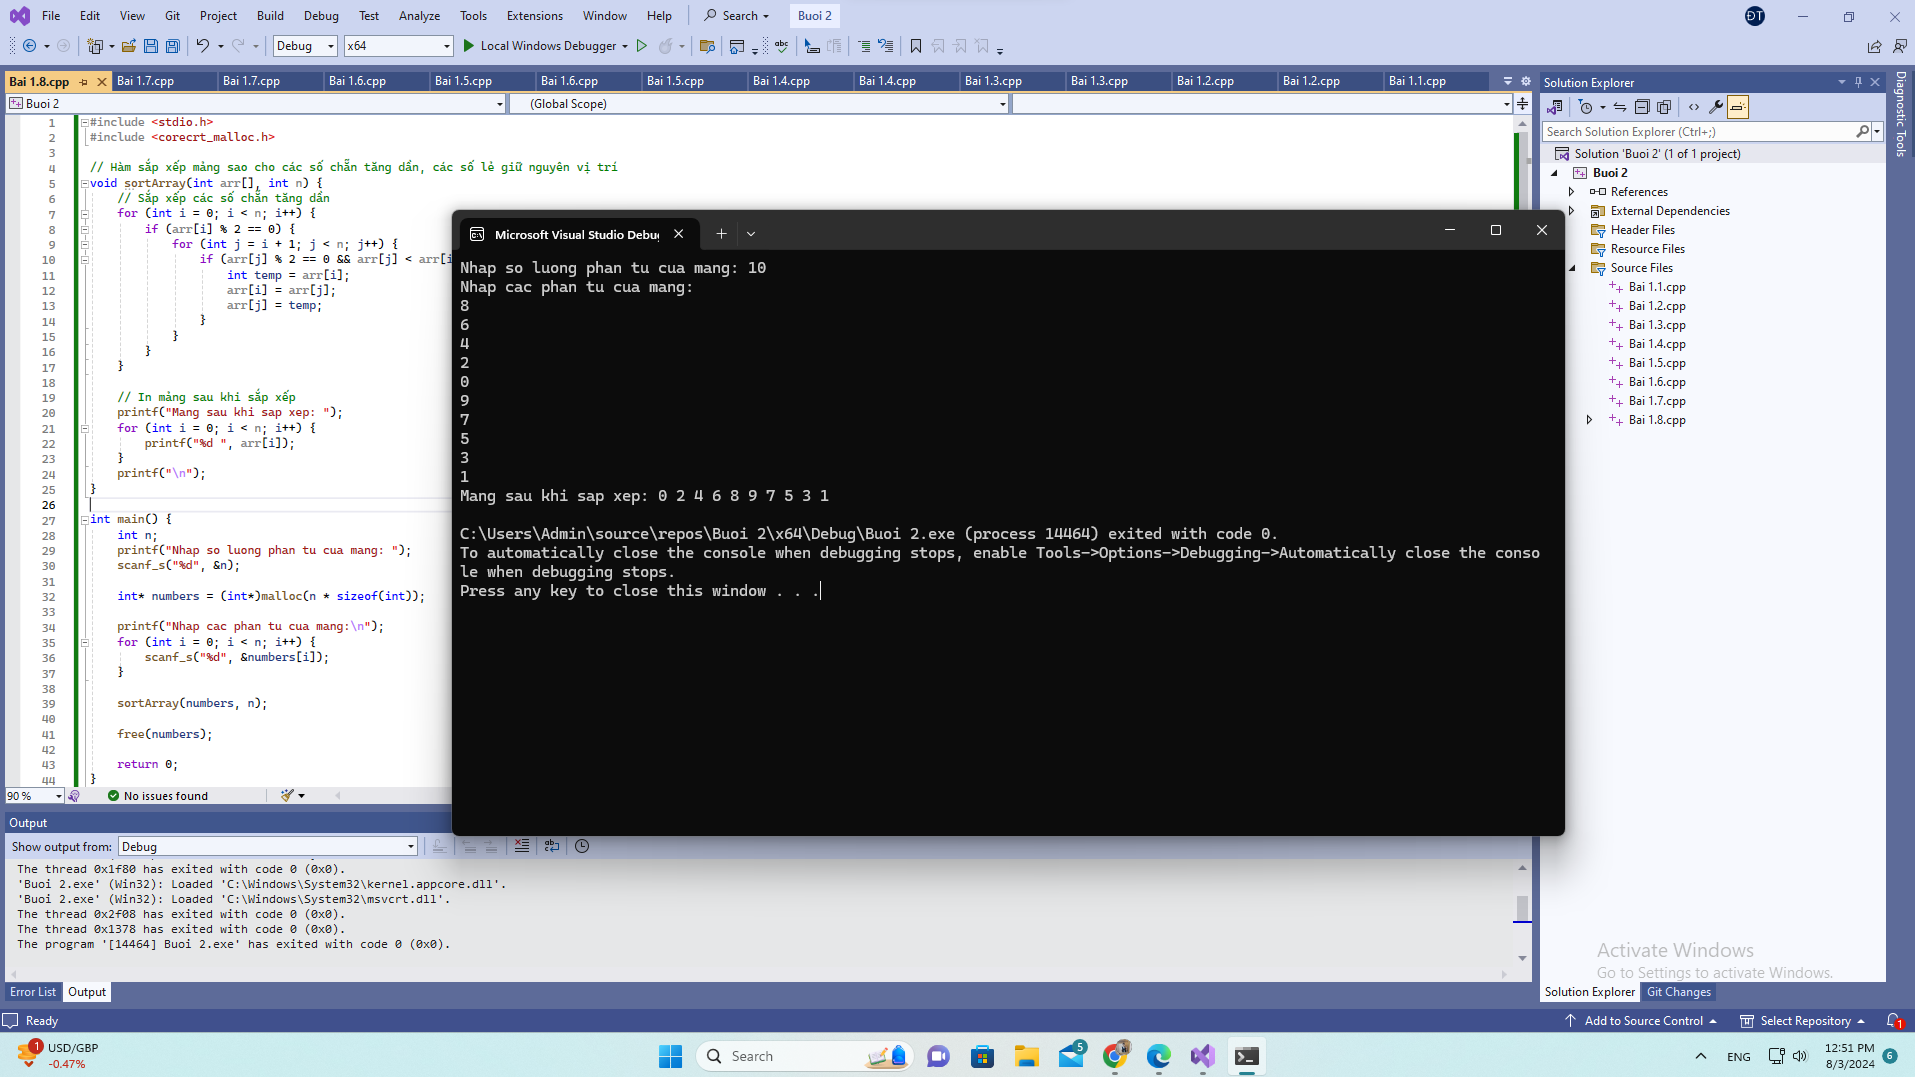 File Edit View Git Project Build Debug Test Analyze Tools Extensions Window Help Search Buoi 2 ĐT
Debug x64 Local Windows Debugger
Bai 1.8.cpp Bai 1.7.cpp Bai 1.7.cpp Bai 1.6.cpp Bai 1.5.cpp Bai 1.6.cpp Bai 1.5.cpp Bai 1.4.cpp Bai 1.4.cpp Bai 1.3.cpp Bai 1.3.cpp Bai 1.2.cpp Bai 1.2.cpp Bai 1.1.cpp
Buoi 2 (Global Scope)
1 #include <stdio.h>
2 #include <corecrt_malloc.h>
3
4 // Hàm sắp xếp mảng sao cho các số chẵn tăng dần, các số lẻ giữ nguyên vị trí
5 void sortArray(int arr[], int n) {
6 // Sắp xếp các số chẵn tăng dần
7 for (int i = 0; i < n; i++) {
8 if (arr[i] % 2 == 0) {
9 for (int j = i + 1; j < n; j++) {
10 if (arr[j] % 2 == 0 && arr[j] < arr[i
11 int temp = arr[i];
12 arr[i] = arr[j];
13 arr[j] = temp;
14 }
15 }
16 }
17 }
18
19 // In mảng sau khi sắp xếp
20 printf("Mang sau khi sap xep: ");
21 for (int i = 0; i < n; i++) {
22 printf("%d ", arr[i]);
23 }
24 printf("\n");
25 }
26
27 int main() {
28 int n;
29 printf("Nhap so luong phan tu cua mang: ");
30 scanf_s("%d", &n);
31
32 int* numbers = (int*)malloc(n * sizeof(int));
33
34 printf("Nhap cac phan tu cua mang:\n");
35 for (int i = 0; i < n; i++) {
36 scanf_s("%d", &numbers[i]);
37 }
38
39 sortArray(numbers, n);
40
41 free(numbers);
42
43 return 0;
44 }
90 % No issues found
Microsoft Visual Studio Debug
Nhap so luong phan tu cua mang: 10
Nhap cac phan tu cua mang:
8
6
4
2
0
9
7
5
3
1
Mang sau khi sap xep: 0 2 4 6 8 9 7 5 3 1
C:\Users\Admin\source\repos\Buoi 2\x64\Debug\Buoi 2.exe (process 14464) exited with code 0.
To automatically close the console when debugging stops, enable Tools->Options->Debugging->Automatically close the conso
le when debugging stops.
Press any key to close this window . . .
Output
Show output from: Debug
The thread 0x1f80 has exited with code 0 (0x0).
'Buoi 2.exe' (Win32): Loaded 'C:\Windows\System32\kernel.appcore.dll'.
'Buoi 2.exe' (Win32): Loaded 'C:\Windows\System32\msvcrt.dll'.
The thread 0x2f08 has exited with code 0 (0x0).
The thread 0x1378 has exited with code 0 (0x0).
The program '[14464] Buoi 2.exe' has exited with code 0 (0x0).
Error List Output
Solution Explorer
Search Solution Explorer (Ctrl+;)
Solution 'Buoi 2' (1 of 1 project)
Buoi 2
References
External Dependencies
Header Files
Resource Files
Source Files
Bai 1.1.cpp
Bai 1.2.cpp
Bai 1.3.cpp
Bai 1.4.cpp
Bai 1.5.cpp
Bai 1.6.cpp
Bai 1.7.cpp
Bai 1.8.cpp
Diagnostic Tools
Activate Windows
Go to Settings to activate Windows.
Solution Explorer Git Changes
Ready Add to Source Control Select Repository 1
1 USD/GBP
-0.47%
Search
5
ENG
12:51 PM
8/3/2024
6